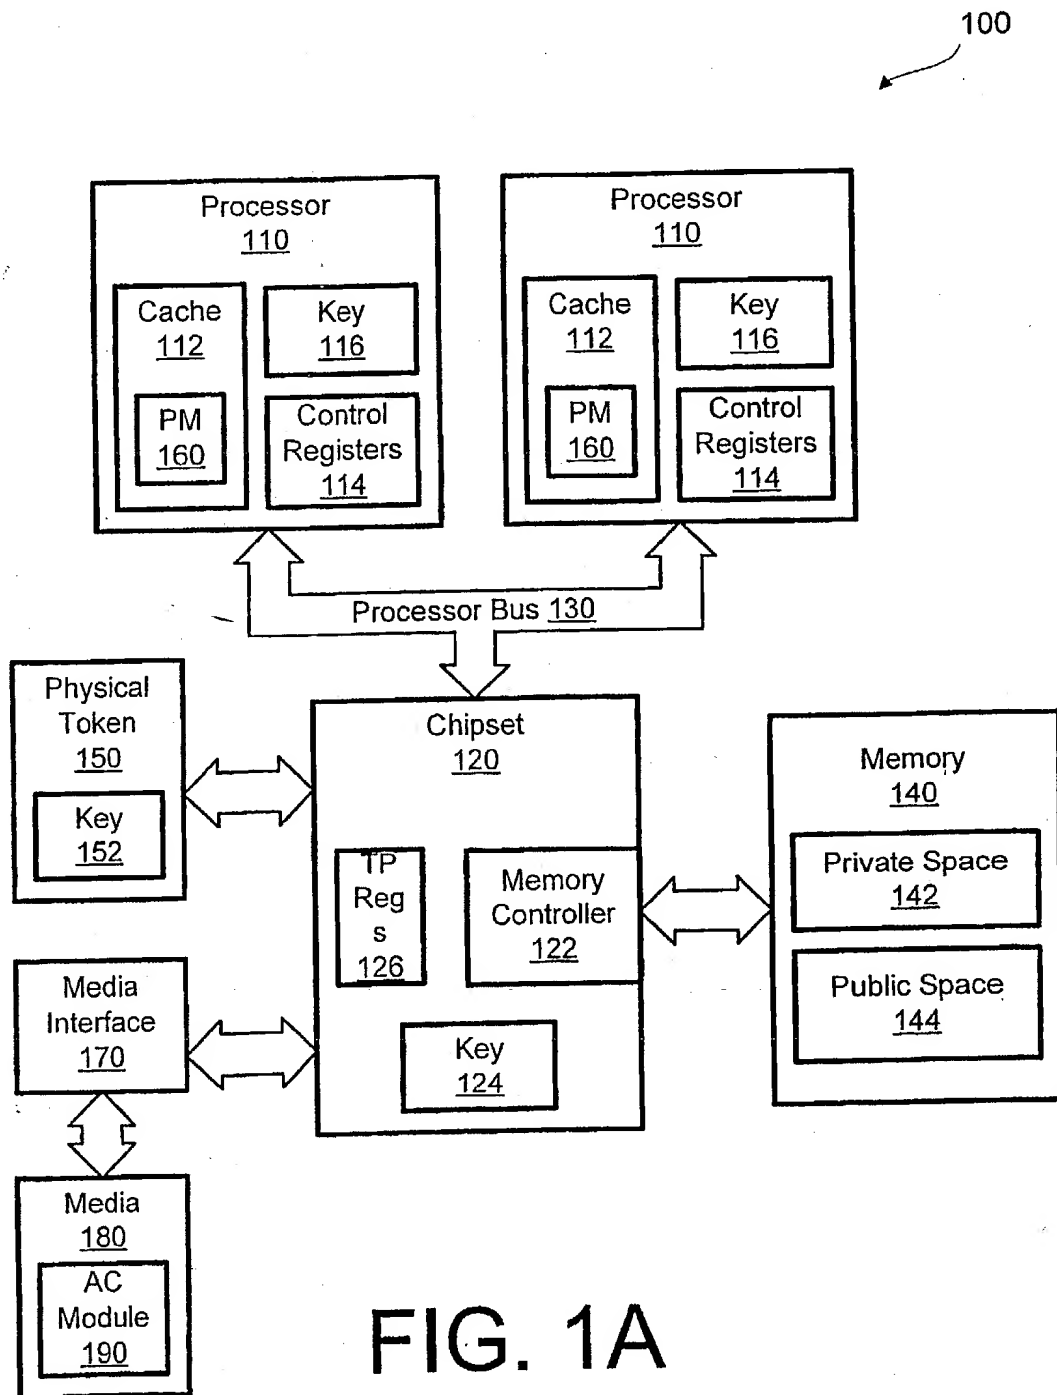 100
Processor
110
Cache
112
PM
160
Key
116
Control
Registers
114
Processor
110
Cache
112
PM
160
Key
116
Control
Registers
114
Processor Bus 130
Physical
Token
150
Key
152
Chipset
120
TP
Reg
s
126
Memory
Controller
122
Key
124
Memory
140
Private Space
142
Public Space
144
Media
Interface
170
Media
180
AC
Module
190
FIG. 1A